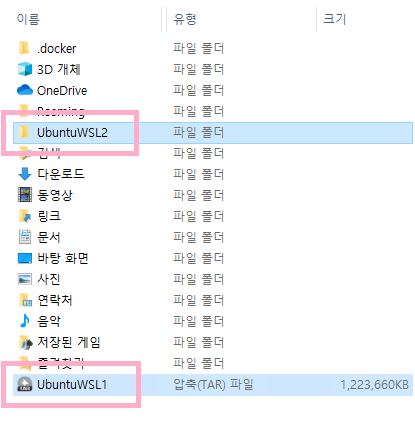 이름 유형 크기
.docker 파일 폴더
3D 개체 파일 폴더
OneDrive 파일 폴더
Roaming 파일 폴더
UbuntuWSL2 파일 폴더
검색 파일 폴더
다운로드 파일 폴더
동영상 파일 폴더
링크 파일 폴더
문서 파일 폴더
바탕 화면 파일 폴더
사진 파일 폴더
연락처 파일 폴더
음악 파일 폴더
저장된 게임 파일 폴더
즐겨찾기 파일 폴더
UbuntuWSL1 압축(TAR) 파일 1,223,660KB